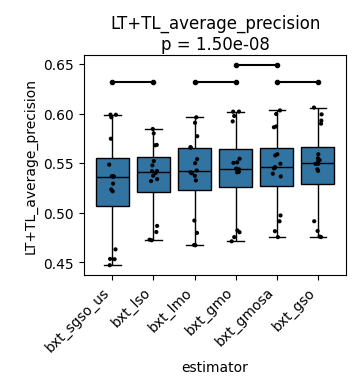 LT+TL_average_precision
p = 1.50e-08
LT+TL_average_precision
0.65
0.60
0.55
0.50
0.45
bxt_sgso_us
bxt_lso
bxt_lmo
bxt_gmo
bxt_gmosa
bxt_gso
estimator